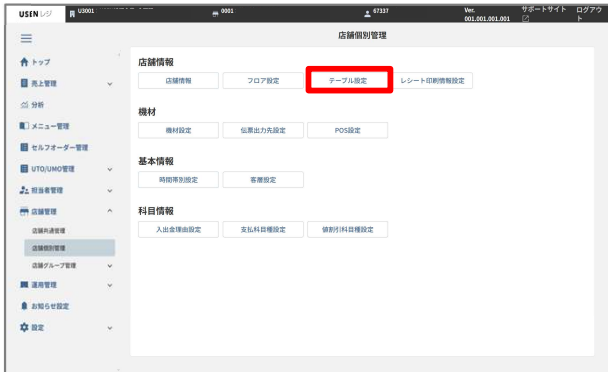 USEN レジ U3001 0001 67337 Ver. サポートサイト ログアウ
001.001.001.001 ト
店舗個別管理
トップ
売上管理
分析
メニュー管理
セルフオーダー管理
UTO/UMO管理
担当者管理
店舗管理
店舗共通管理
店舗個別管理
店舗グループ管理
運用管理
お知らせ設定
設定
店舗情報
店舗情報 フロア設定 テーブル設定 レシート印刷情報設定
機材
機材設定 伝票出力先設定 POS設定
基本情報
時間帯別設定 客層設定
科目情報
入出金理由設定 支払科目種設定 値割引科目種設定